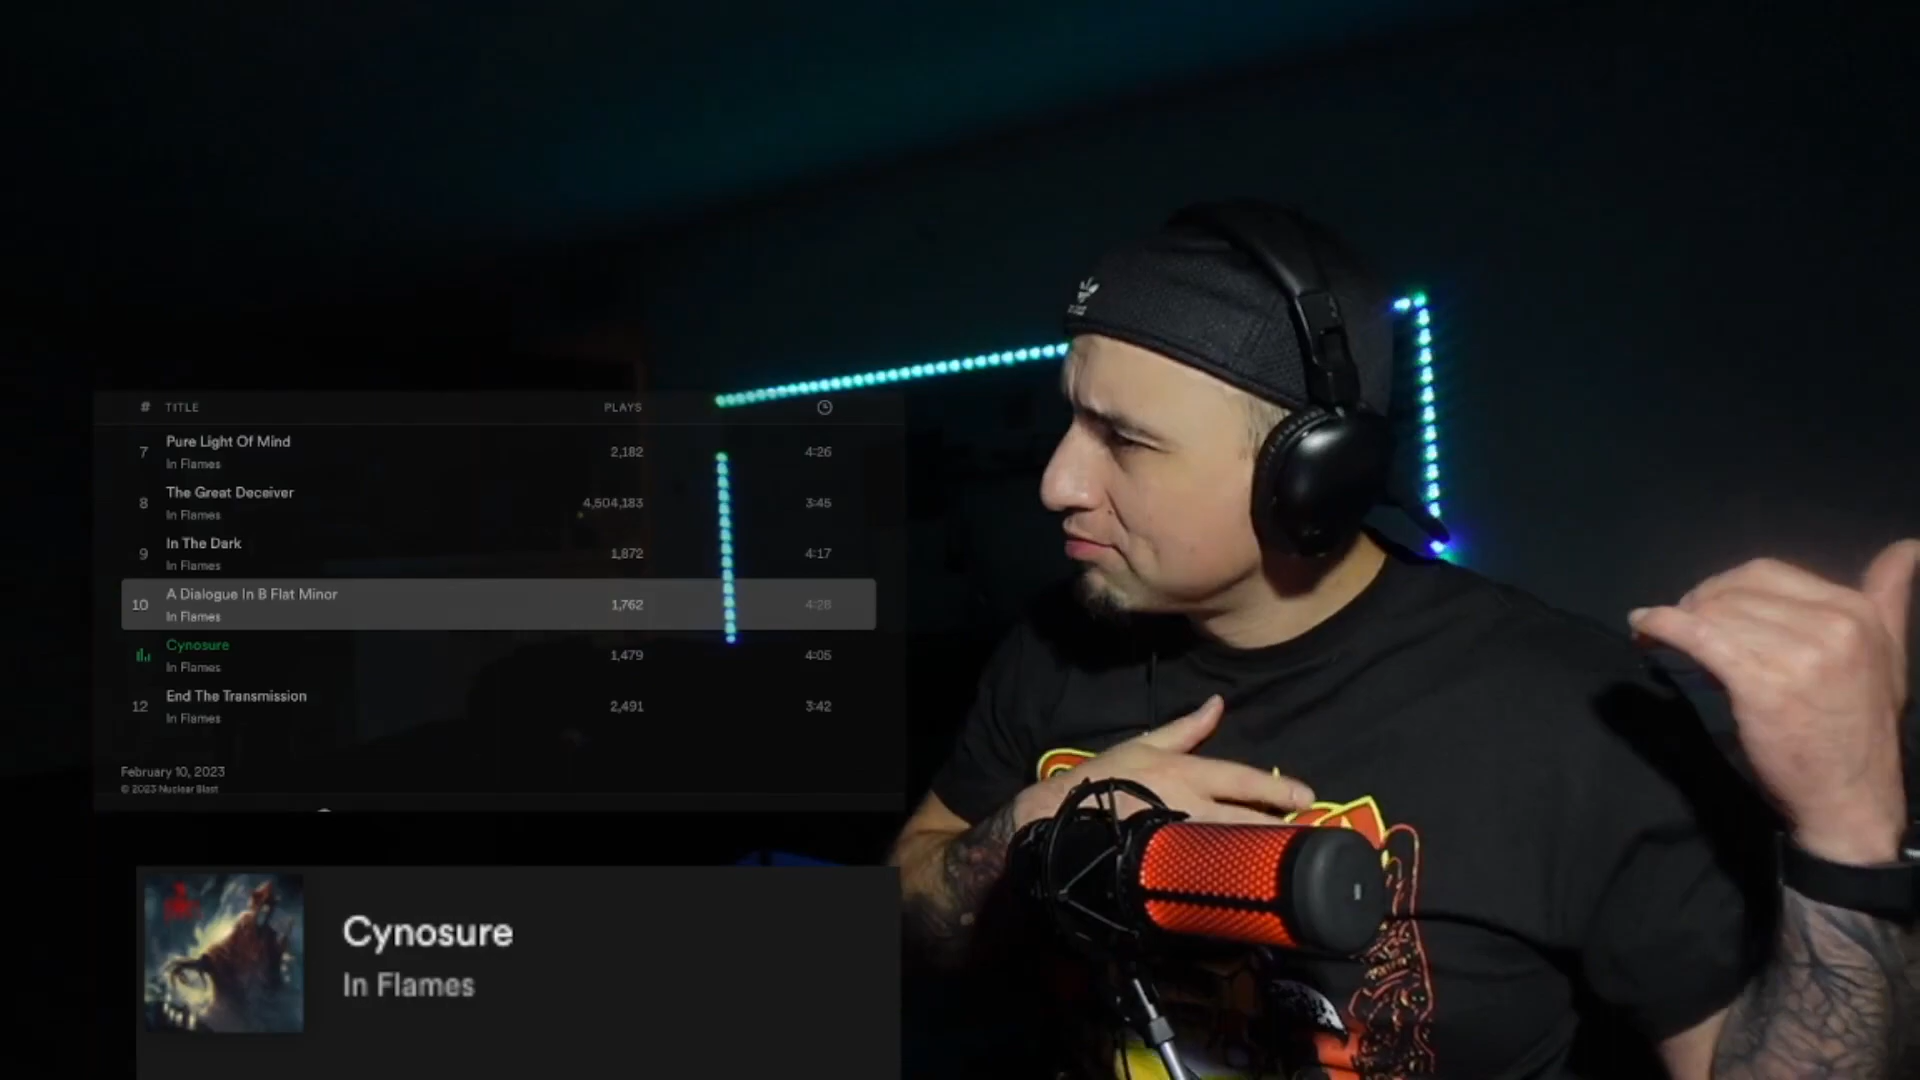 # TITLE PLAYS
7 Pure Light Of Mind 2,182 4:26
In Flames
8 The Great Deceiver 4,504,183 3:45
In Flames
9 In The Dark 1,872 4:17
In Flames
10 A Dialogue In B Flat Minor 1,762 4:28
In Flames
Cynosure 1,479 4:05
In Flames
12 End The Transmission 2,491 3:42
In Flames
February 10, 2023
© 2023 Nuclear Blast
Cynosure
In Flames